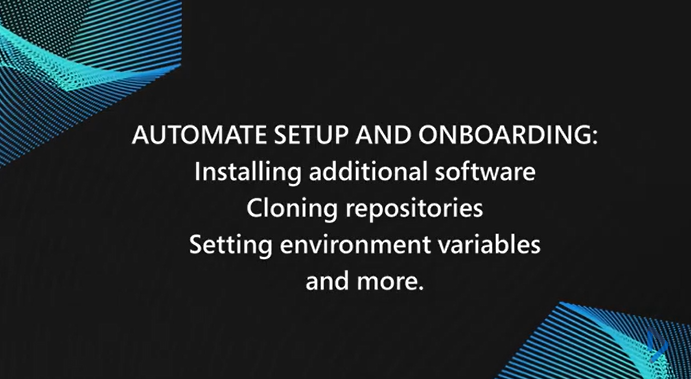 AUTOMATE SETUP AND ONBOARDING:
Installing additional software
Cloning repositories
Setting environment variables
and more.